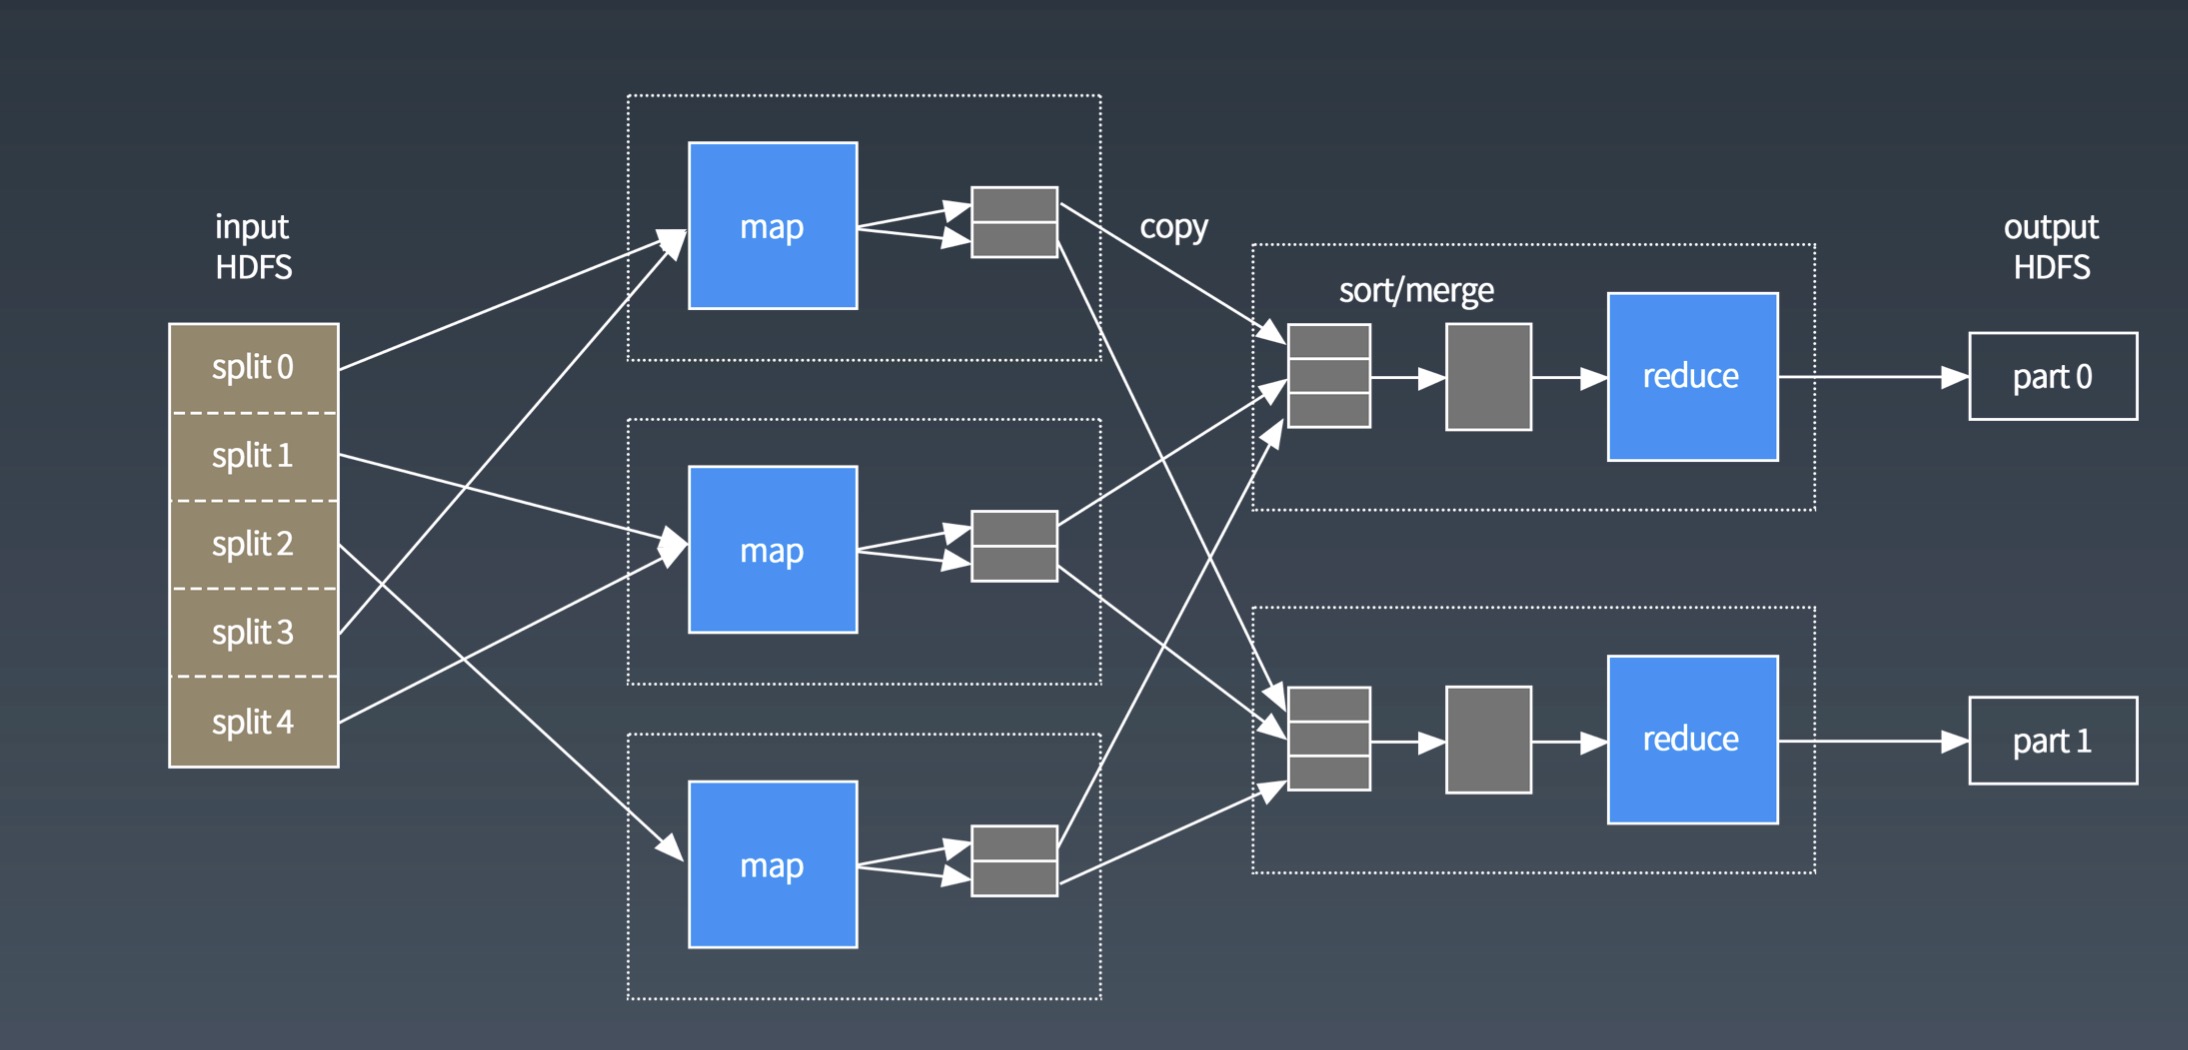 input
HDFS
split 0
split 1
split 2
split 3
split 4
map
map
map
copy
sort/merge
reduce
reduce
output
HDFS
part 0
part 1